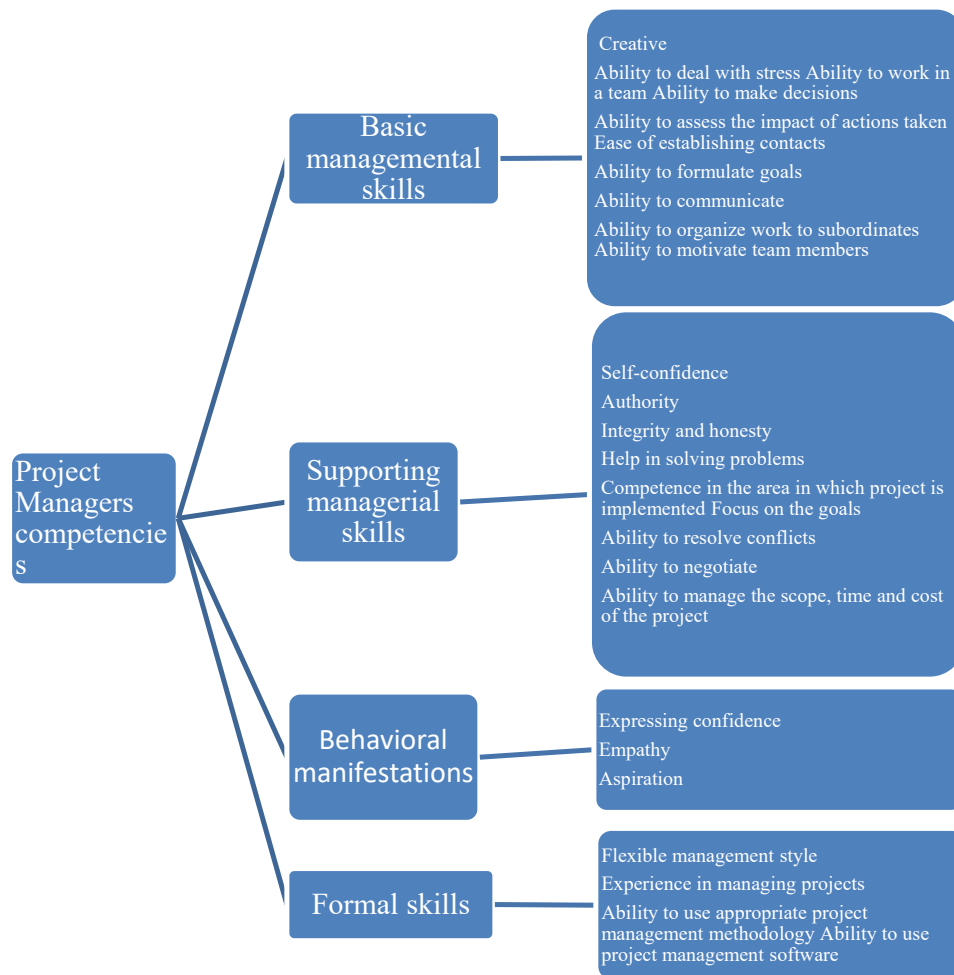 Project
Managers
competencie
s
Basic
managemental
skills
Creative
Ability to deal with stress Ability to work in
a team Ability to make decisions
Ability to assess the impact of actions taken
Ease of establishing contacts
Ability to formulate goals
Ability to communicate
Ability to organize work to subordinates
Ability to motivate team members
Supporting
managerial
skills
Self-confidence
Authority
Integrity and honesty
Help in solving problems
Competence in the area in which project is
implemented Focus on the goals
Ability to resolve conflicts
Ability to negotiate
Ability to manage the scope, time and cost
of the project
Behavioral
manifestations
Expressing confidence
Empathy
Aspiration
Formal skills
Flexible management style
Experience in managing projects
Ability to use appropriate project
management methodology Ability to use
project management software